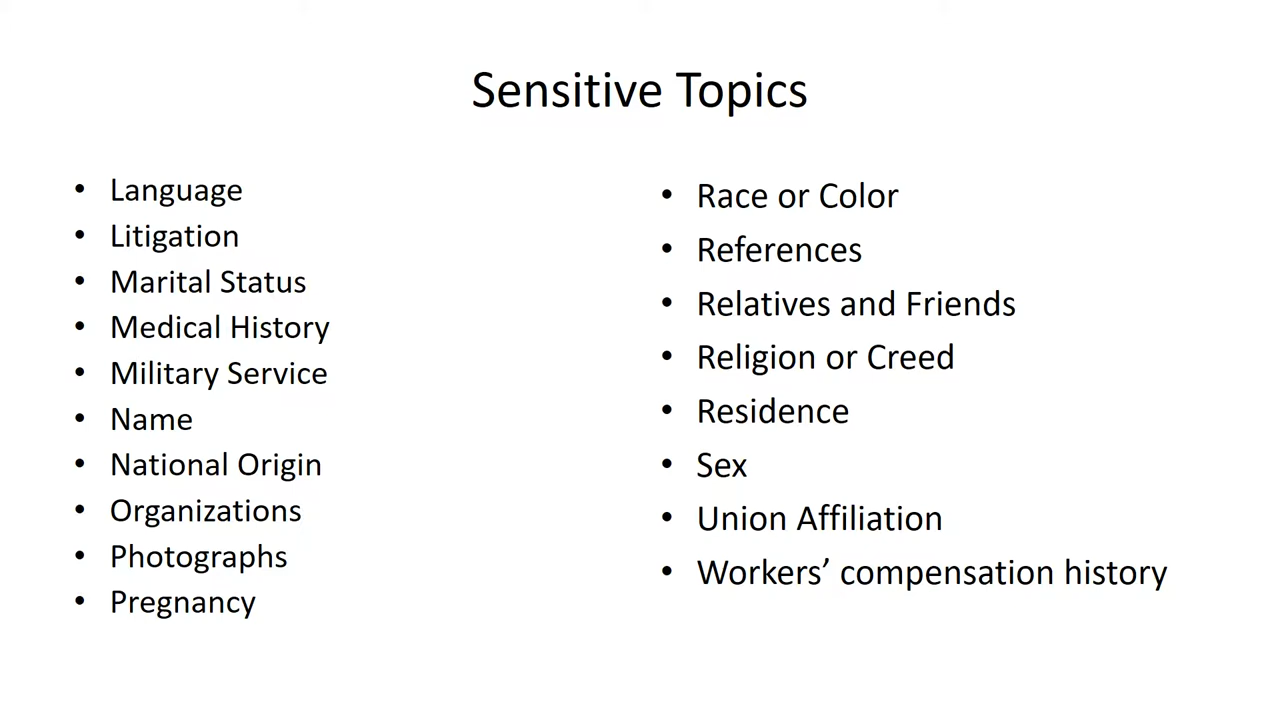 Sensitive Topics
• Language
• Litigation
• Marital Status
• Medical History
• Military Service
• Name
• National Origin
• Organizations
• Photographs
• Pregnancy
• Race or Color
• References
• Relatives and Friends
• Religion or Creed
• Residence
• Sex
• Union Affiliation
• Workers’ compensation history